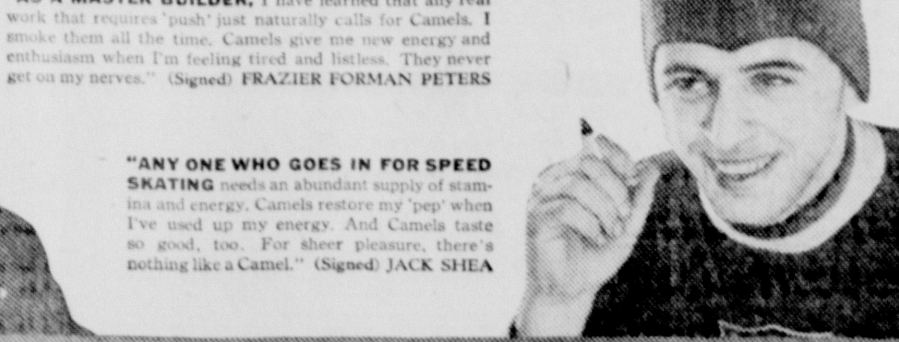 "AS A MASTER BUILDER, I have learned that any real
work that requires 'push' just naturally calls for Camels. I
smoke them all the time. Camels give me new energy and
enthusiasm when I'm feeling tired and listless. They never
get on my nerves." (Signed) FRAZIER FORMAN PETERS
"ANY ONE WHO GOES IN FOR SPEED
SKATING needs an abundant supply of stam-
ina and energy. Camels restore my 'pep' when
I've used up my energy. And Camels taste
so good, too. For sheer pleasure, there's
nothing like a Camel." (Signed) JACK SHEA